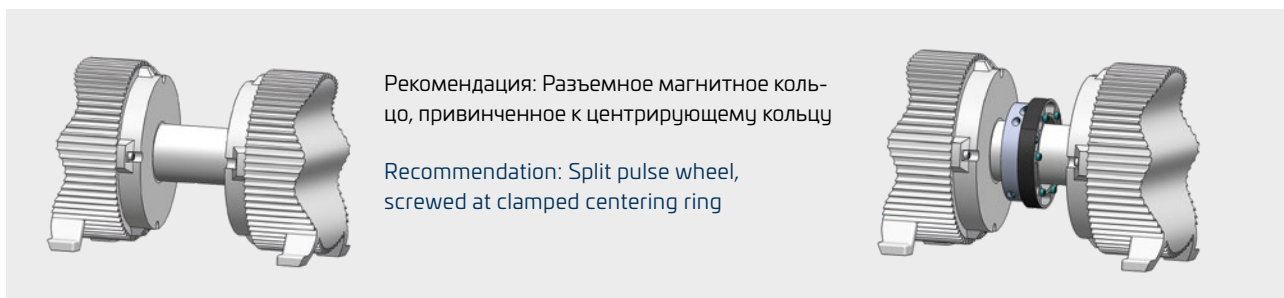 Рекомендация: Разъемное магнитное коль-
цо, привинченное к центрирующему кольцу
Recommendation: Split pulse wheel,
screwed at clamped centering ring